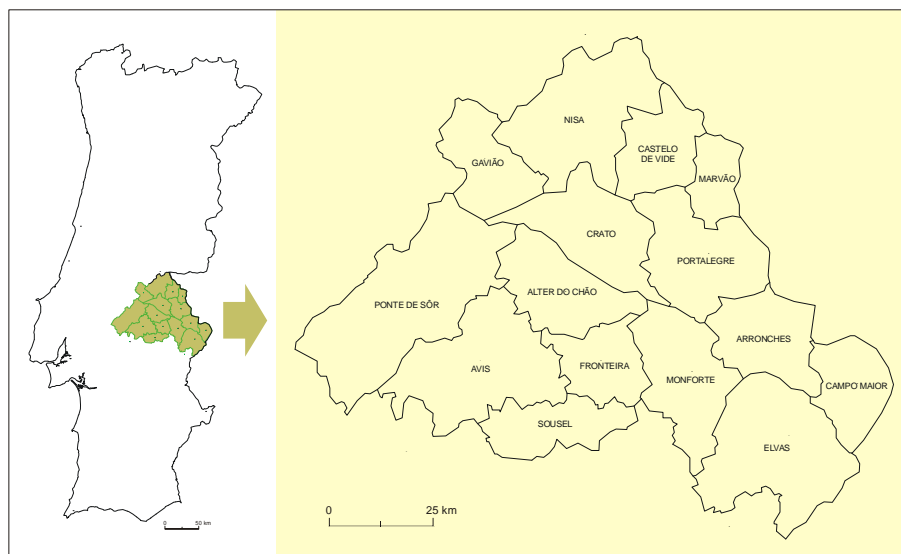 NISA
CASTELO
DE VIDE
GAVIÃO
MARVÃO
CRATO
PORTALEGRE
ALTER DO CHÃO
PONTE DE SÔR
ARRONCHES
AVIS
FRONTEIRA
MONFORTE
CAMPO MAIOR
SOUSEL
ELVAS
0 25 km
0 50 km